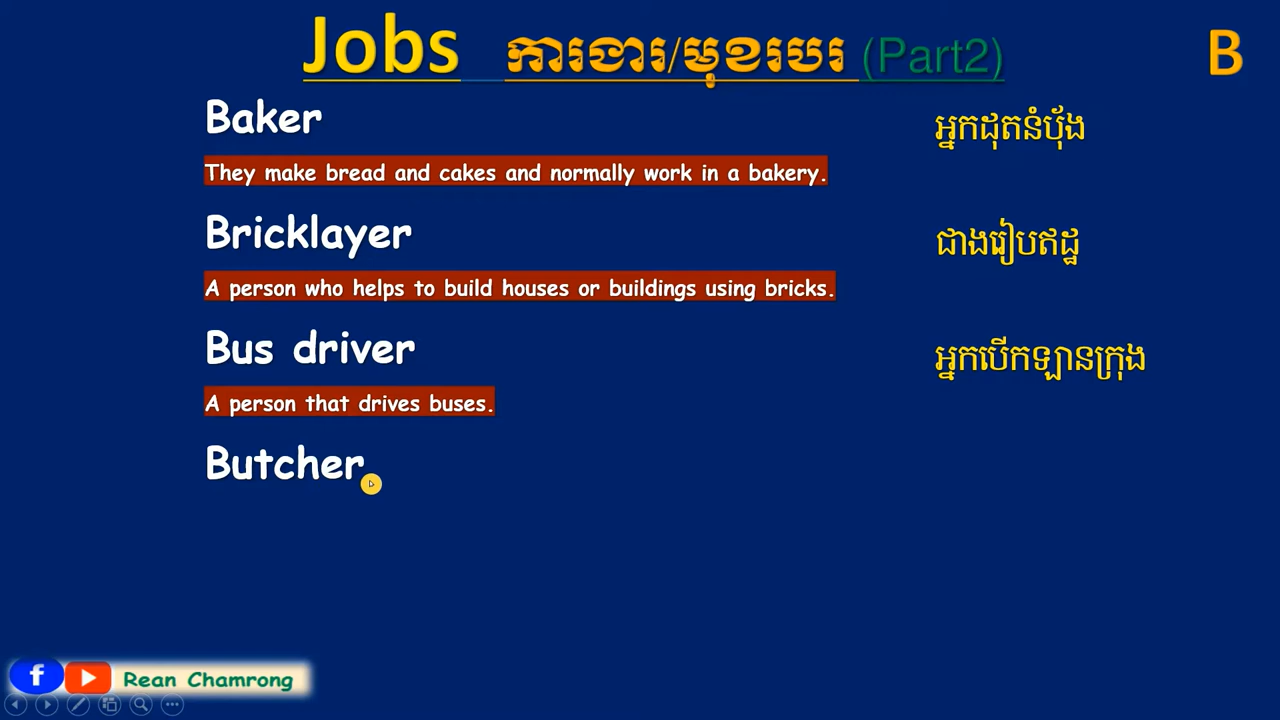 Jobs ការងារ/មុខរបរ (Part2) B
Baker អ្នកដុតនំប៉័ង
They make bread and cakes and normally work in a bakery.
Bricklayer ជាងរៀបឥដ្ឋ
A person who helps to build houses or buildings using bricks.
Bus driver អ្នកបើកឡានក្រុង
A person that drives buses.
Butcher
f Rean Chamrong